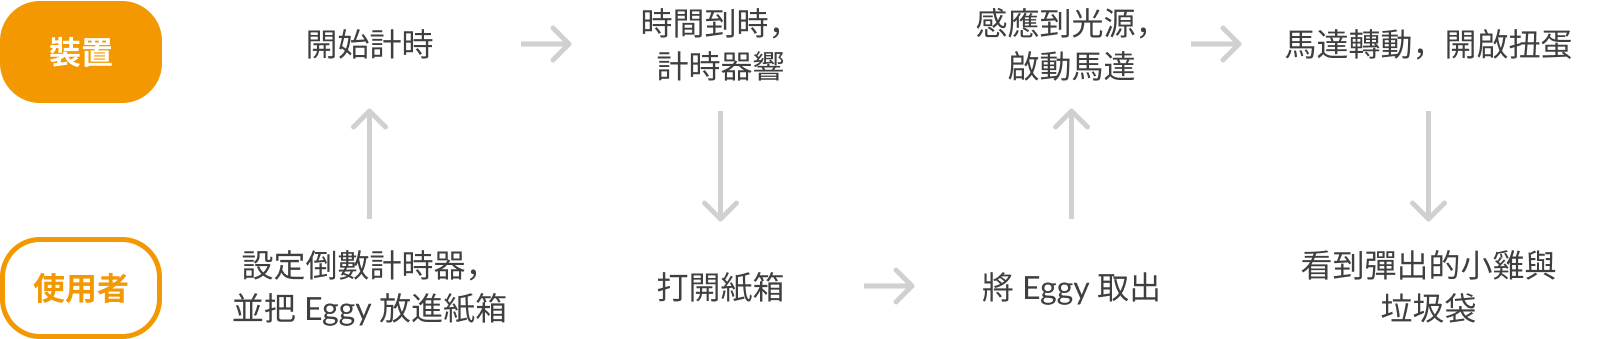 裝置
開始計時
時間到時，
計時器響
感應到光源，
啟動馬達
馬達轉動，開啟扭蛋
使用者
設定倒數計時器，
並把 Eggy 放進紙箱
打開紙箱
將 Eggy 取出
看到彈出的小雞與
垃圾袋